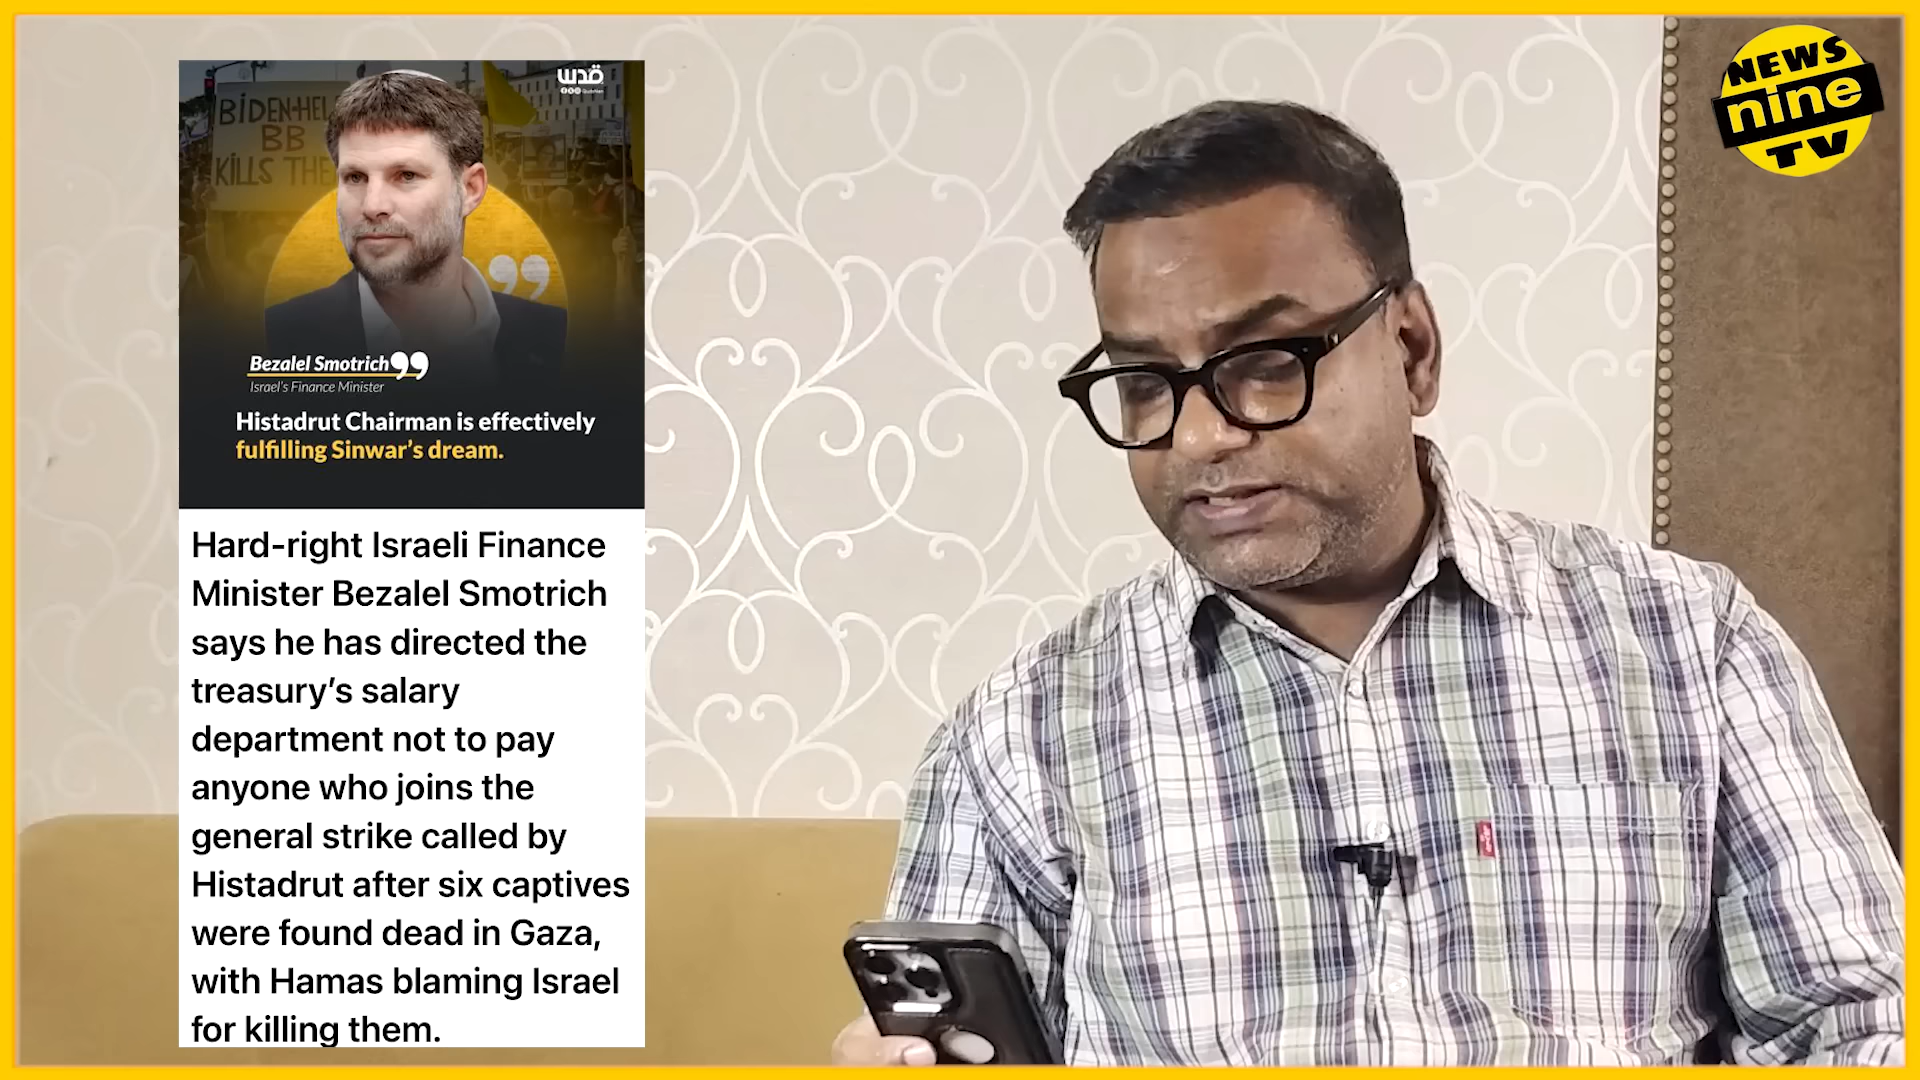 قدس
BIDEN-HEL
BB
KILLS THE
Bezalel Smotrich
Israel's Finance Minister
Histadrut Chairman is effectively
fulfilling Sinwar's dream.
Hard-right Israeli Finance
Minister Bezalel Smotrich
says he has directed the
treasury's salary
department not to pay
anyone who joins the
general strike called by
Histadrut after six captives
were found dead in Gaza,
with Hamas blaming Israel
for killing them.
NEWS
nine
TV